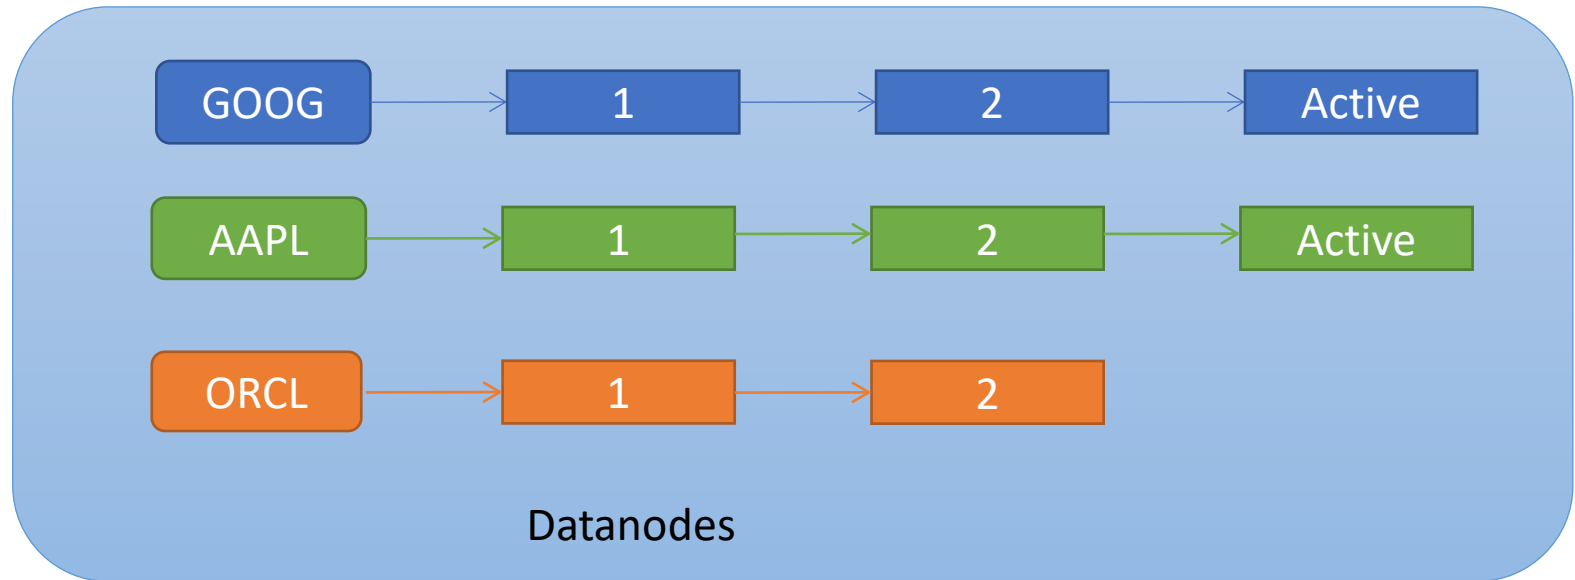 GOOG 1 2 Active
AAPL 1 2 Active
ORCL 1 2
Datanodes